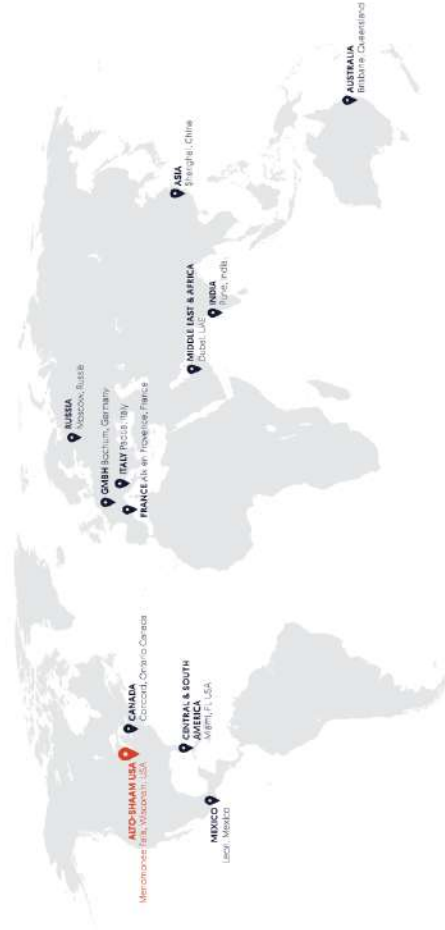 ALTO-SHAAM USA
Menomonee Falls, Wisconsin, USA
CANADA
Concord, Ontario Canada
CENTRAL & SOUTH
AMERICA
Miami, FL USA
MEXICO
Leon, Mexico
RUSSIA
Moscow, Russia
GMBH Bochum, Germany
ITALY Padua, Italy
FRANCE Aix en Provence, France
MIDDLE EAST & AFRICA
Dubai, UAE
INDIA
Pune, India
ASIA
Shanghai, China
AUSTRALIA
Brisbane, Queensland